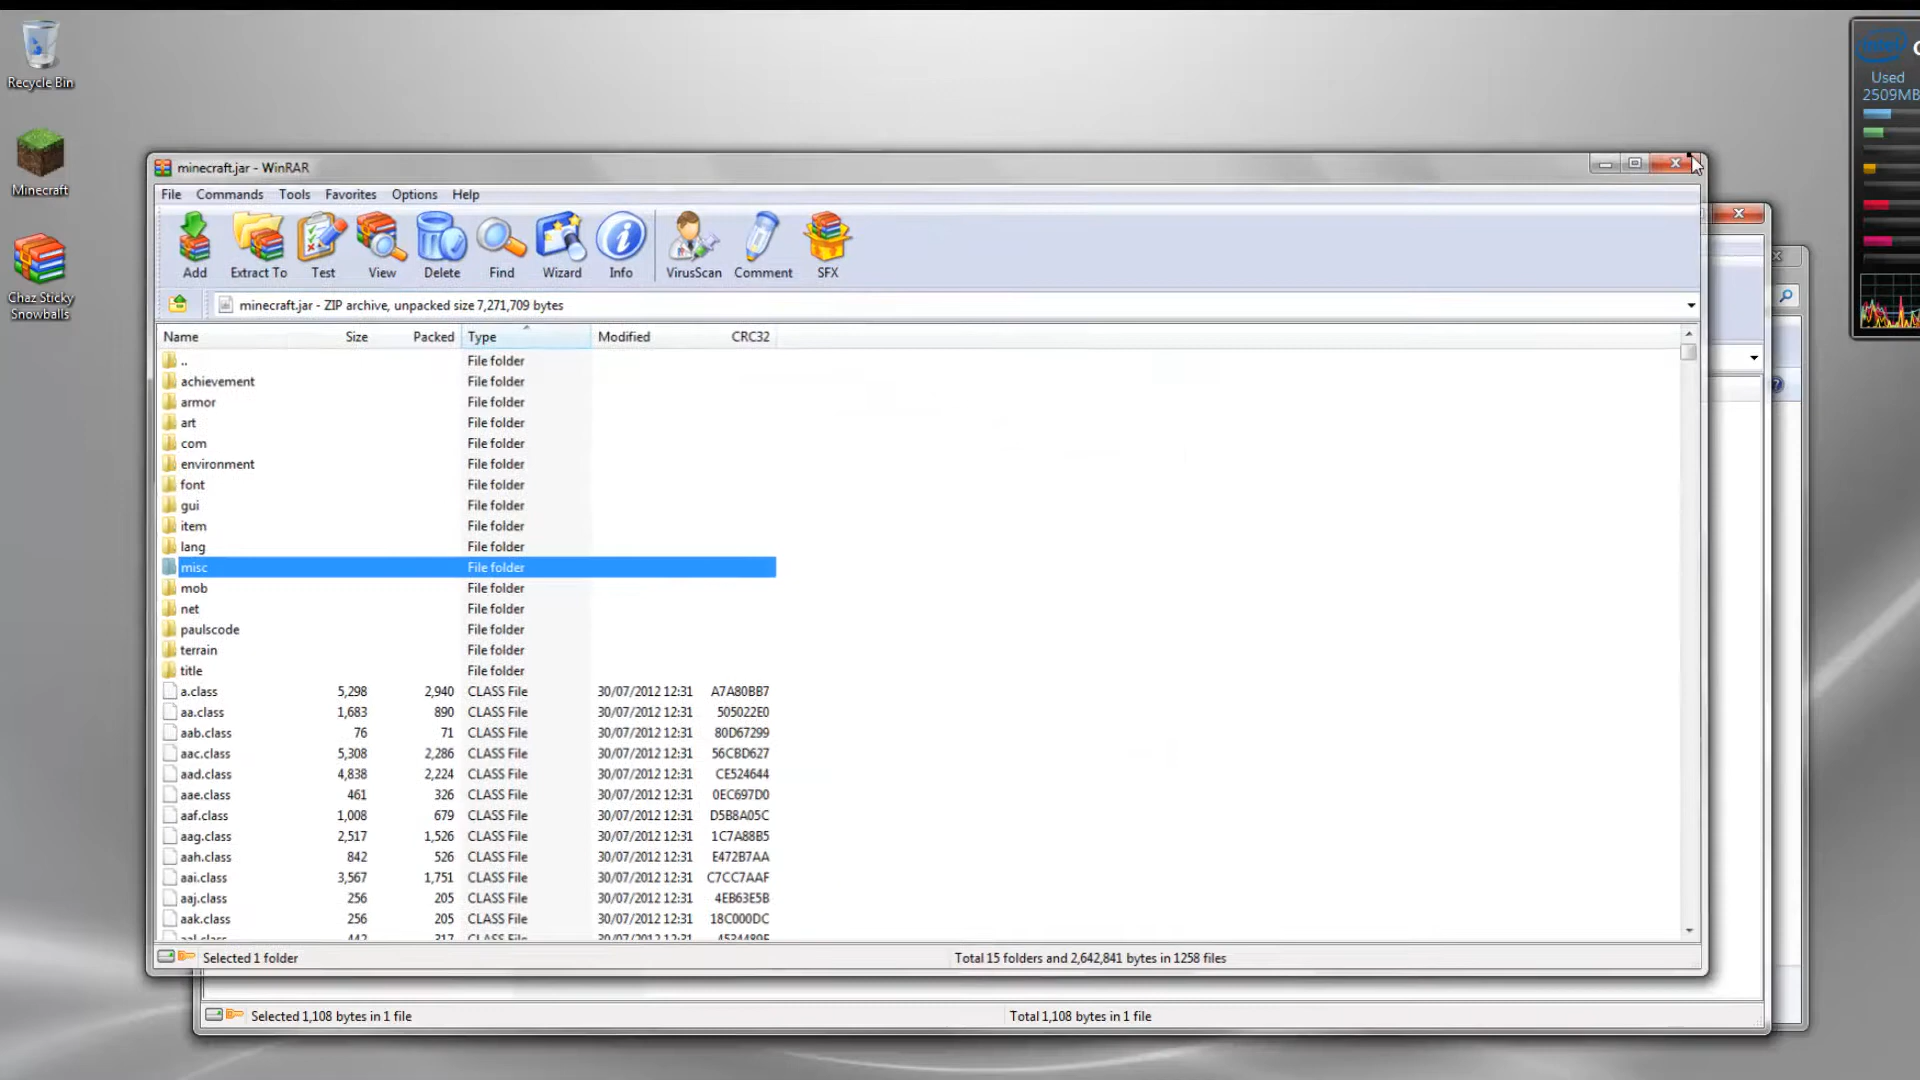 Recycle Bin
Minecraft
Chaz Sticky
Snowballs
Used
2509MB
minecraft.jar - WinRAR
File Commands Tools Favorites Options Help
Add Extract To Test View Delete Find Wizard Info VirusScan Comment SFX
minecraft.jar - ZIP archive, unpacked size 7,271,709 bytes
Name Size Packed Type Modified CRC32
.. File folder
achievement File folder
armor File folder
art File folder
com File folder
environment File folder
font File folder
gui File folder
item File folder
lang File folder
misc File folder
mob File folder
net File folder
paulscode File folder
terrain File folder
title File folder
a.class 5,298 2,940 CLASS File 30/07/2012 12:31 A7A80BB7
aa.class 1,683 890 CLASS File 30/07/2012 12:31 505022E0
aab.class 76 71 CLASS File 30/07/2012 12:31 80D67299
aac.class 5,308 2,286 CLASS File 30/07/2012 12:31 56CBD627
aad.class 4,838 2,224 CLASS File 30/07/2012 12:31 CE524644
aae.class 461 326 CLASS File 30/07/2012 12:31 0EC697D0
aaf.class 1,008 679 CLASS File 30/07/2012 12:31 D5B8A05C
aag.class 2,517 1,526 CLASS File 30/07/2012 12:31 1C7A88B5
aah.class 842 526 CLASS File 30/07/2012 12:31 E472B7AA
aai.class 3,567 1,751 CLASS File 30/07/2012 12:31 C7CC7AAF
aaj.class 256 205 CLASS File 30/07/2012 12:31 4EB63E5B
aak.class 256 205 CLASS File 30/07/2012 12:31 18C000DC
aal.class 442 317 CLASS File 30/07/2012 12:31
Selected 1 folder Total 15 folders and 2,642,841 bytes in 1258 files
Selected 1,108 bytes in 1 file Total 1,108 bytes in 1 file